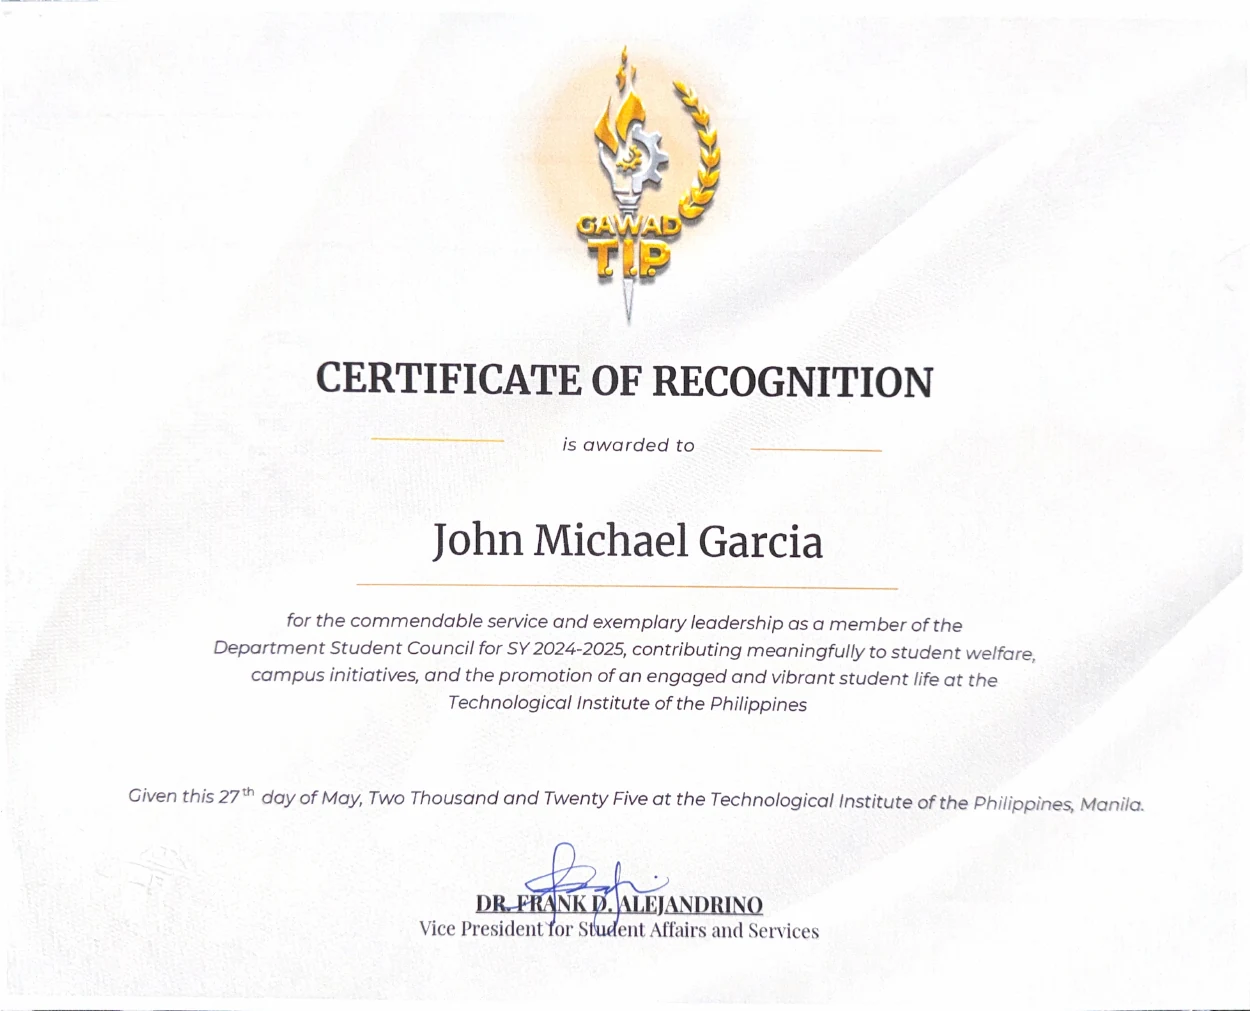 GAWAD
T.I.P
CERTIFICATE OF RECOGNITION
is awarded to
John Michael Garcia
for the commendable service and exemplary leadership as a member of the
Department Student Council for SY 2024-2025, contributing meaningfully to student welfare,
campus initiatives, and the promotion of an engaged and vibrant student life at the
Technological Institute of the Philippines
Given this 27th day of May, Two Thousand and Twenty Five at the Technological Institute of the Philippines, Manila.
DR. FRANK D. ALEJANDRINO
Vice President for Student Affairs and Services